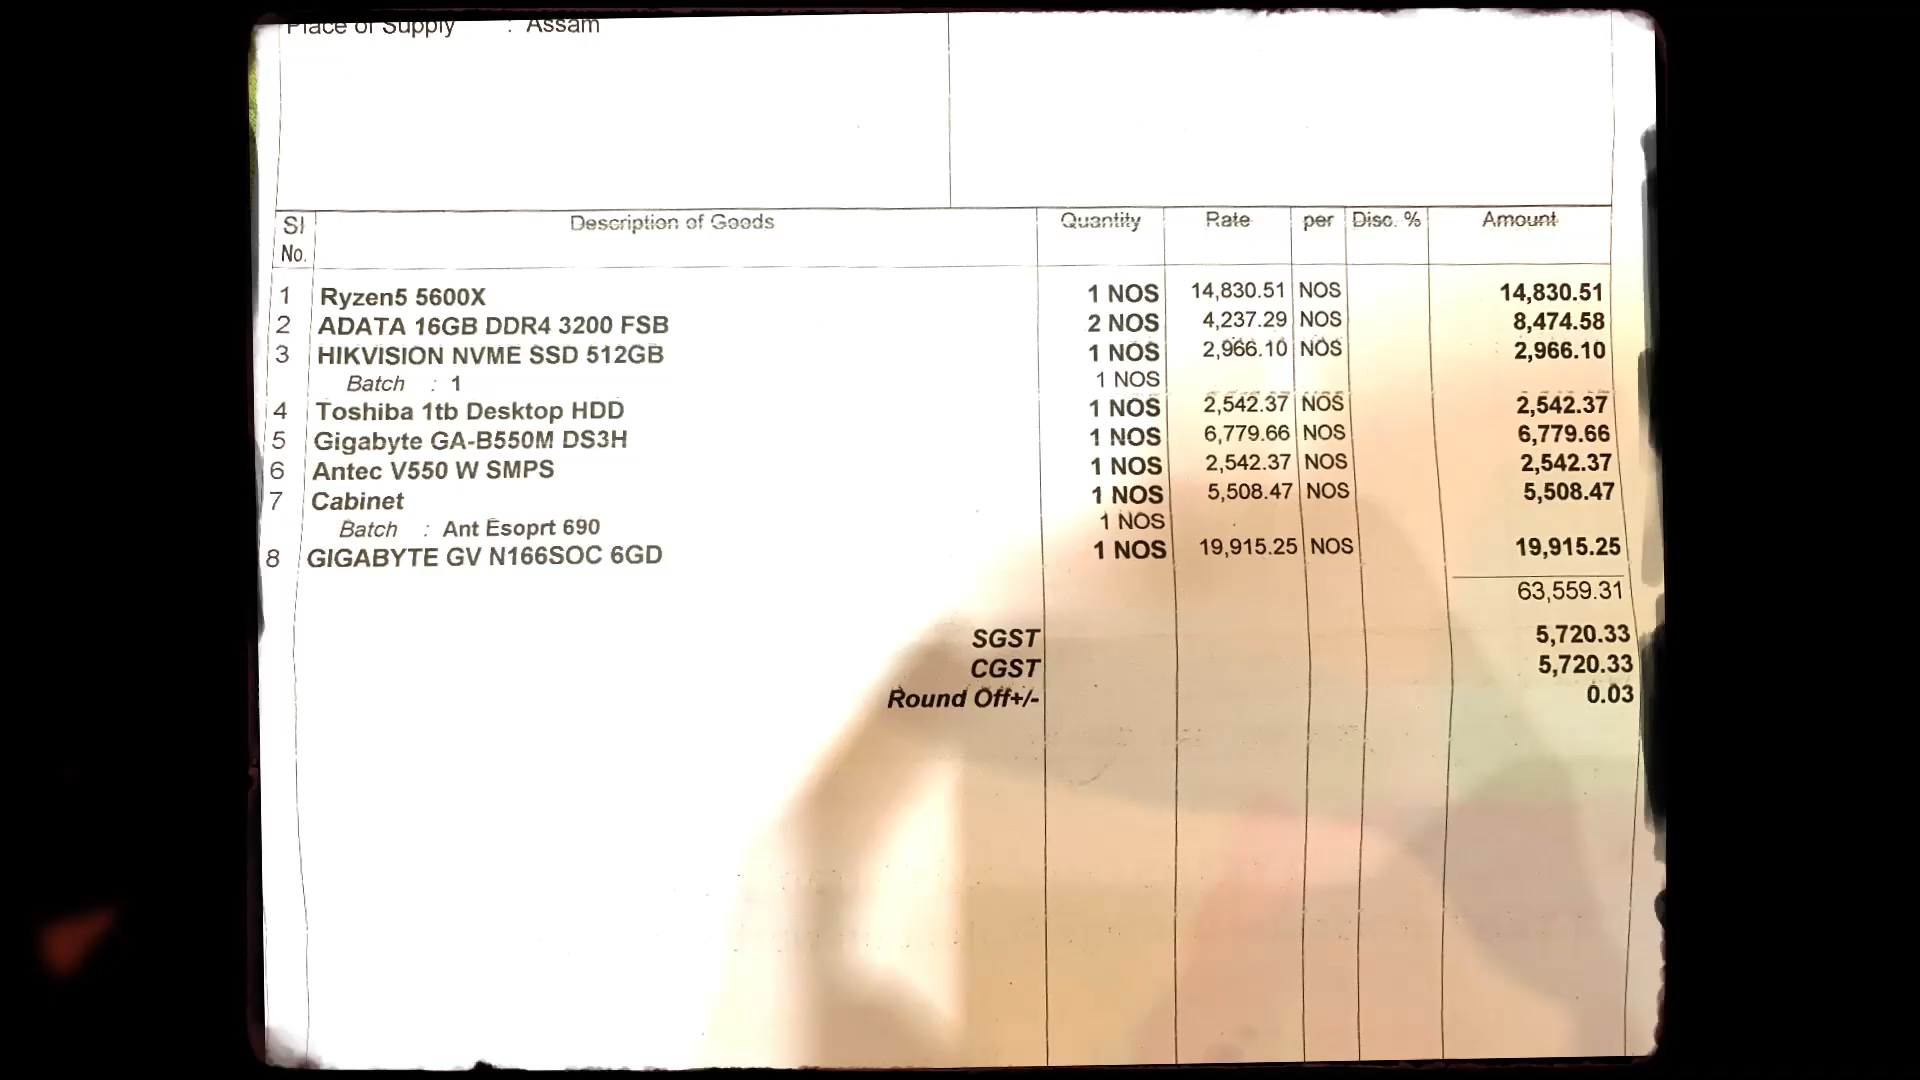 Place of Supply : Assam
Sl No. Description of Goods Quantity Rate per Disc. % Amount
1 Ryzen5 5600X 1 NOS 14,830.51 NOS 14,830.51
2 ADATA 16GB DDR4 3200 FSB 2 NOS 4,237.29 NOS 8,474.58
3 HIKVISION NVME SSD 512GB 1 NOS 2,966.10 NOS 2,966.10
Batch : 1 1 NOS
4 Toshiba 1tb Desktop HDD 1 NOS 2,542.37 NOS 2,542.37
5 Gigabyte GA-B550M DS3H 1 NOS 6,779.66 NOS 6,779.66
6 Antec V550 W SMPS 1 NOS 2,542.37 NOS 2,542.37
7 Cabinet 1 NOS 5,508.47 NOS 5,508.47
Batch : Ant Esoprt 690 1 NOS
8 GIGABYTE GV N166SOC 6GD 1 NOS 19,915.25 NOS 19,915.25
63,559.31
SGST 5,720.33
CGST 5,720.33
Round Off+/- 0.03